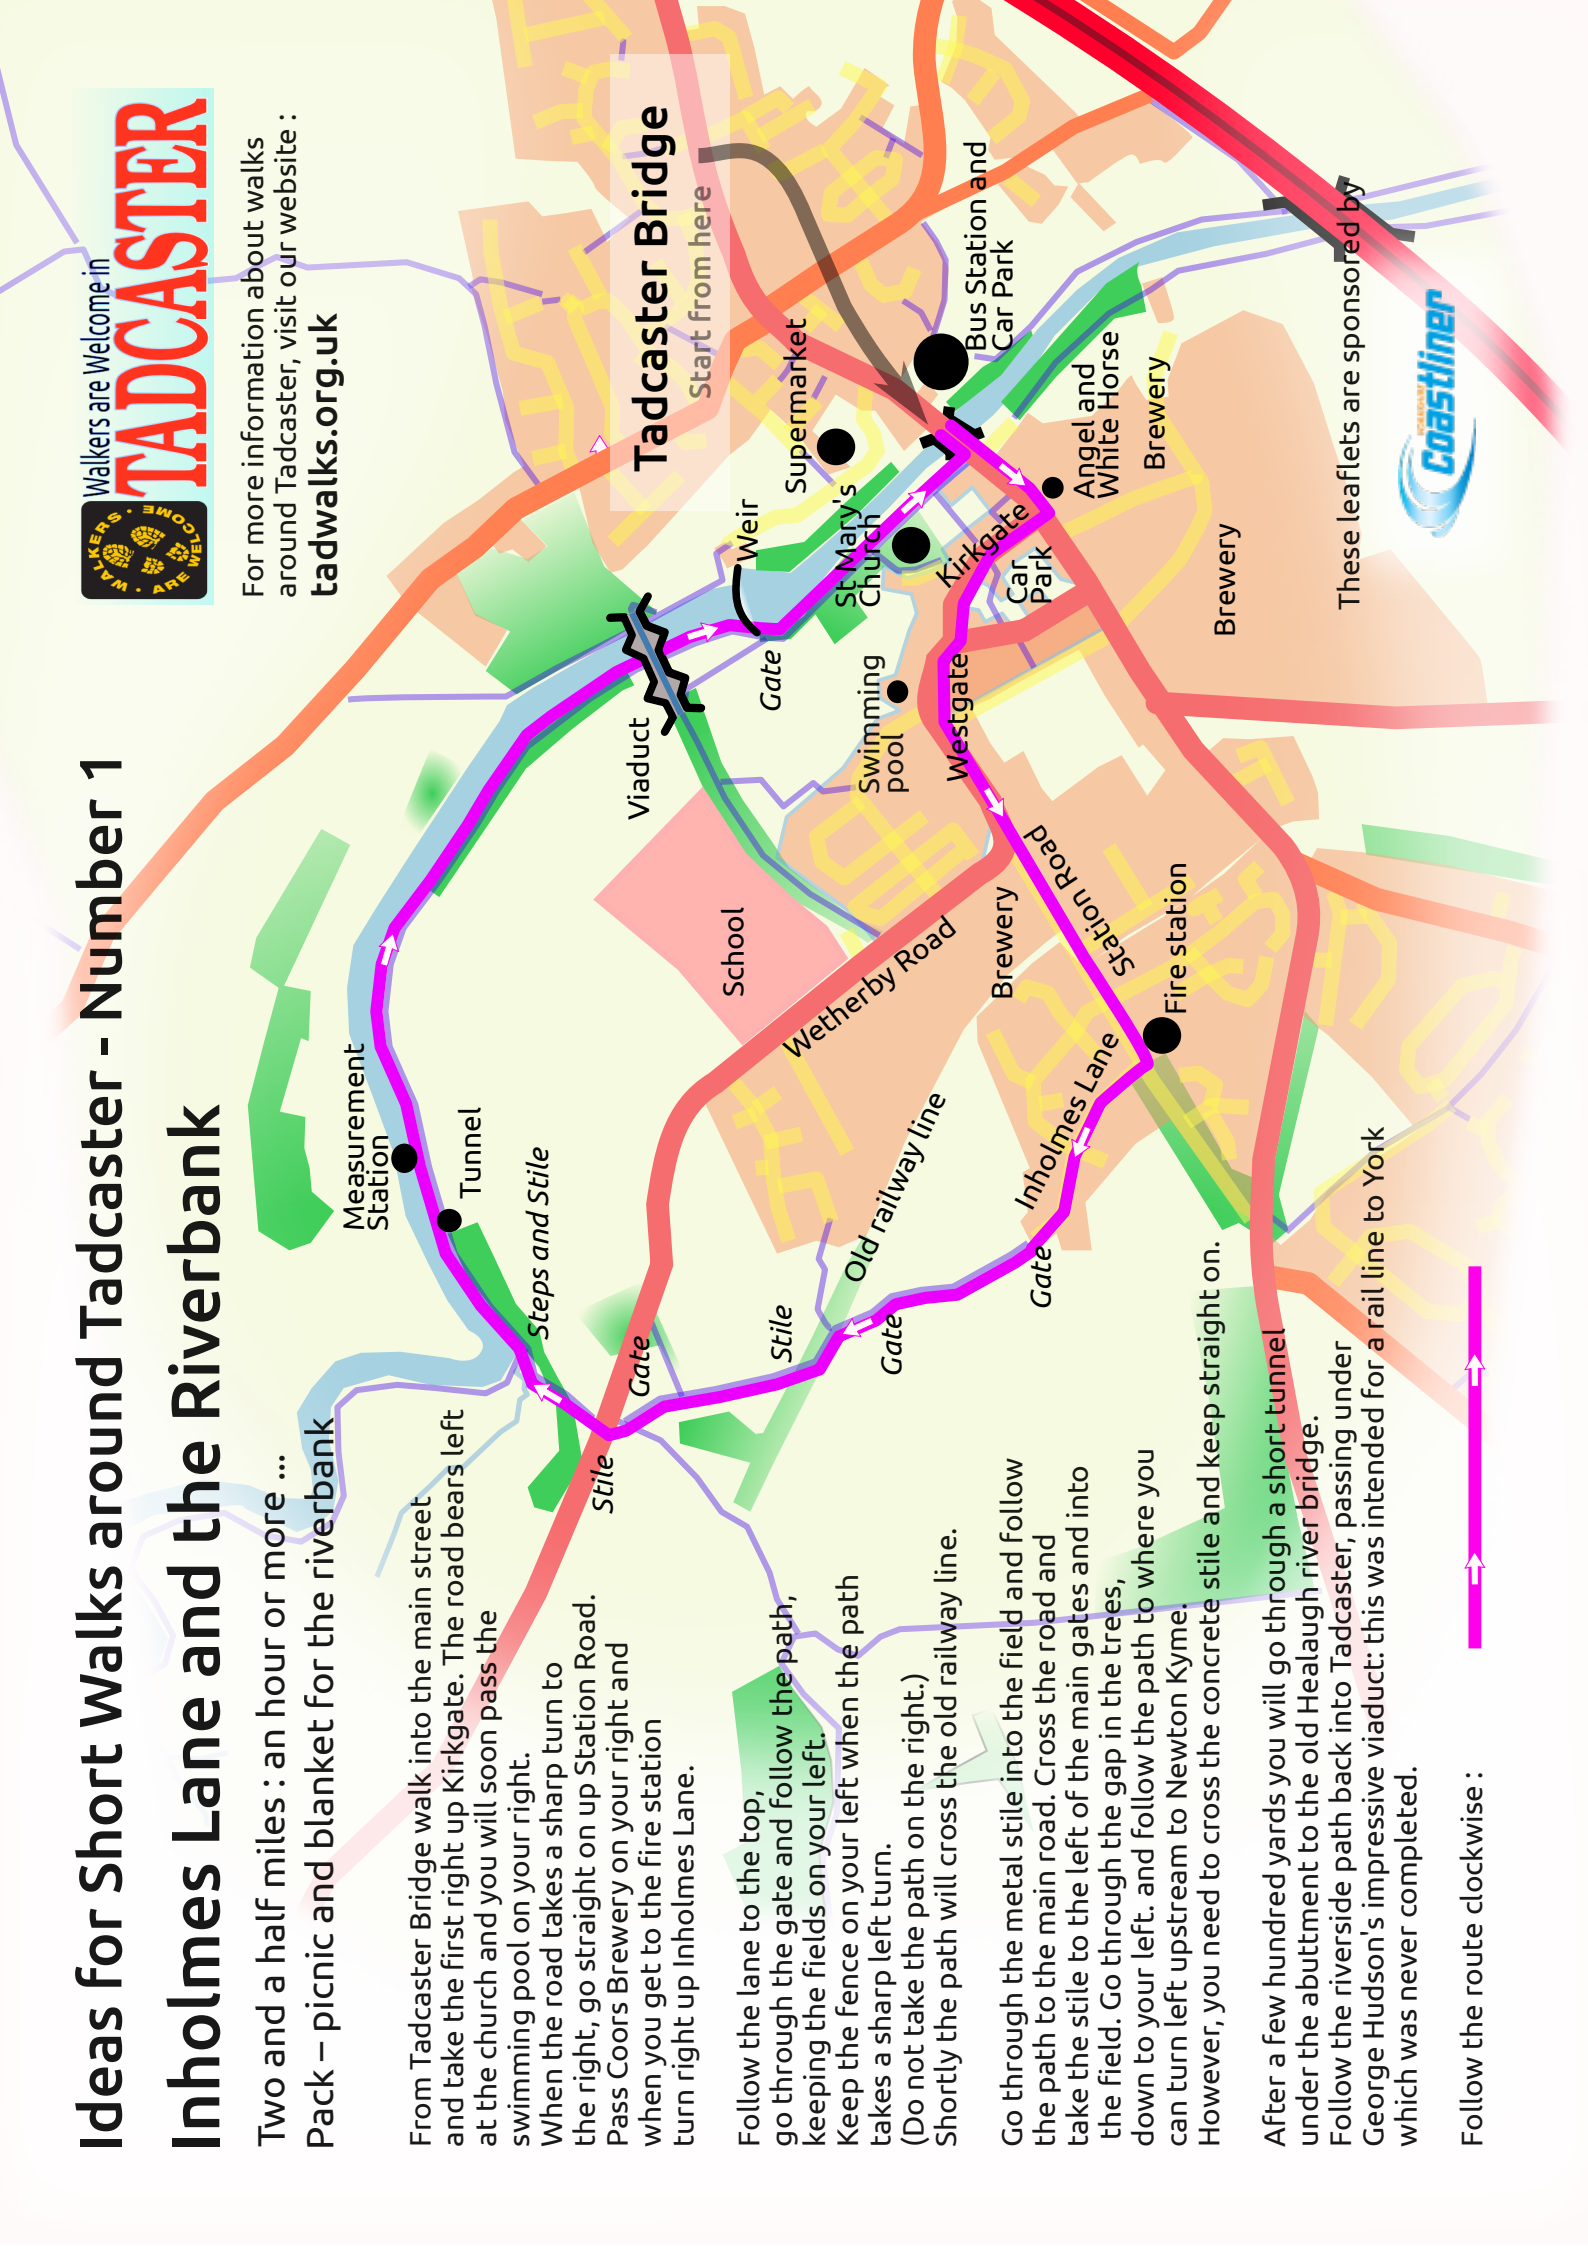 Ideas for Short Walks around Tadcaster - Number 1
Inholmes Lane and the Riverbank
Two and a half miles : an hour or more ...
Pack – picnic and blanket for the riverbank
From Tadcaster Bridge walk into the main street
and take the first right up Kirkgate. The road bears left
at the church and you will soon pass the
swimming pool on your right.
When the road takes a sharp turn to
the right, go straight on up Station Road.
Pass Coors Brewery on your right and
when you get to the fire station
turn right up Inholmes Lane.
Follow the lane to the top,
go through the gate and follow the path,
keeping the fields on your left.
Keep the fence on your left when the path
takes a sharp left turn.
(Do not take the path on the right.)
Shortly the path will cross the old railway line.
Go through the metal stile into the field and follow
the path to the main road. Cross the road and
take the stile to the left of the main gates and into
the field. Go through the gap in the trees,
down to your left. and follow the path to where you
can turn left upstream to Newton Kyme.
However, you need to cross the concrete stile and keep straight on.
After a few hundred yards you will go through a short tunnel
under the abuttment to the old Healaugh river bridge.
Follow the riverside path back into Tadcaster, passing under
George Hudson's impressive viaduct: this was intended for a rail line to York
which was never completed.
Follow the route clockwise :
Walkers are Welcome in
TADCASTER
WALKERS · ARE WELCOME ·
For more information about walks
around Tadcaster, visit our website :
tadwalks.org.uk
Tadcaster Bridge
Start from here
Measurement
Station
Tunnel
Steps and Stile
Stile
Gate
Stile
Gate
Gate
Old railway line
Inholmes Lane
Wetherby Road
School
Viaduct
Weir
Gate
Supermarket
St Mary's
Church
Swimming
pool
Westgate
Kirkgate
Car
Park
Bus Station and
Car Park
Angel and
White Horse
Brewery
Brewery
Brewery
Station Road
Fire station
These leaflets are sponsored by
Coastliner